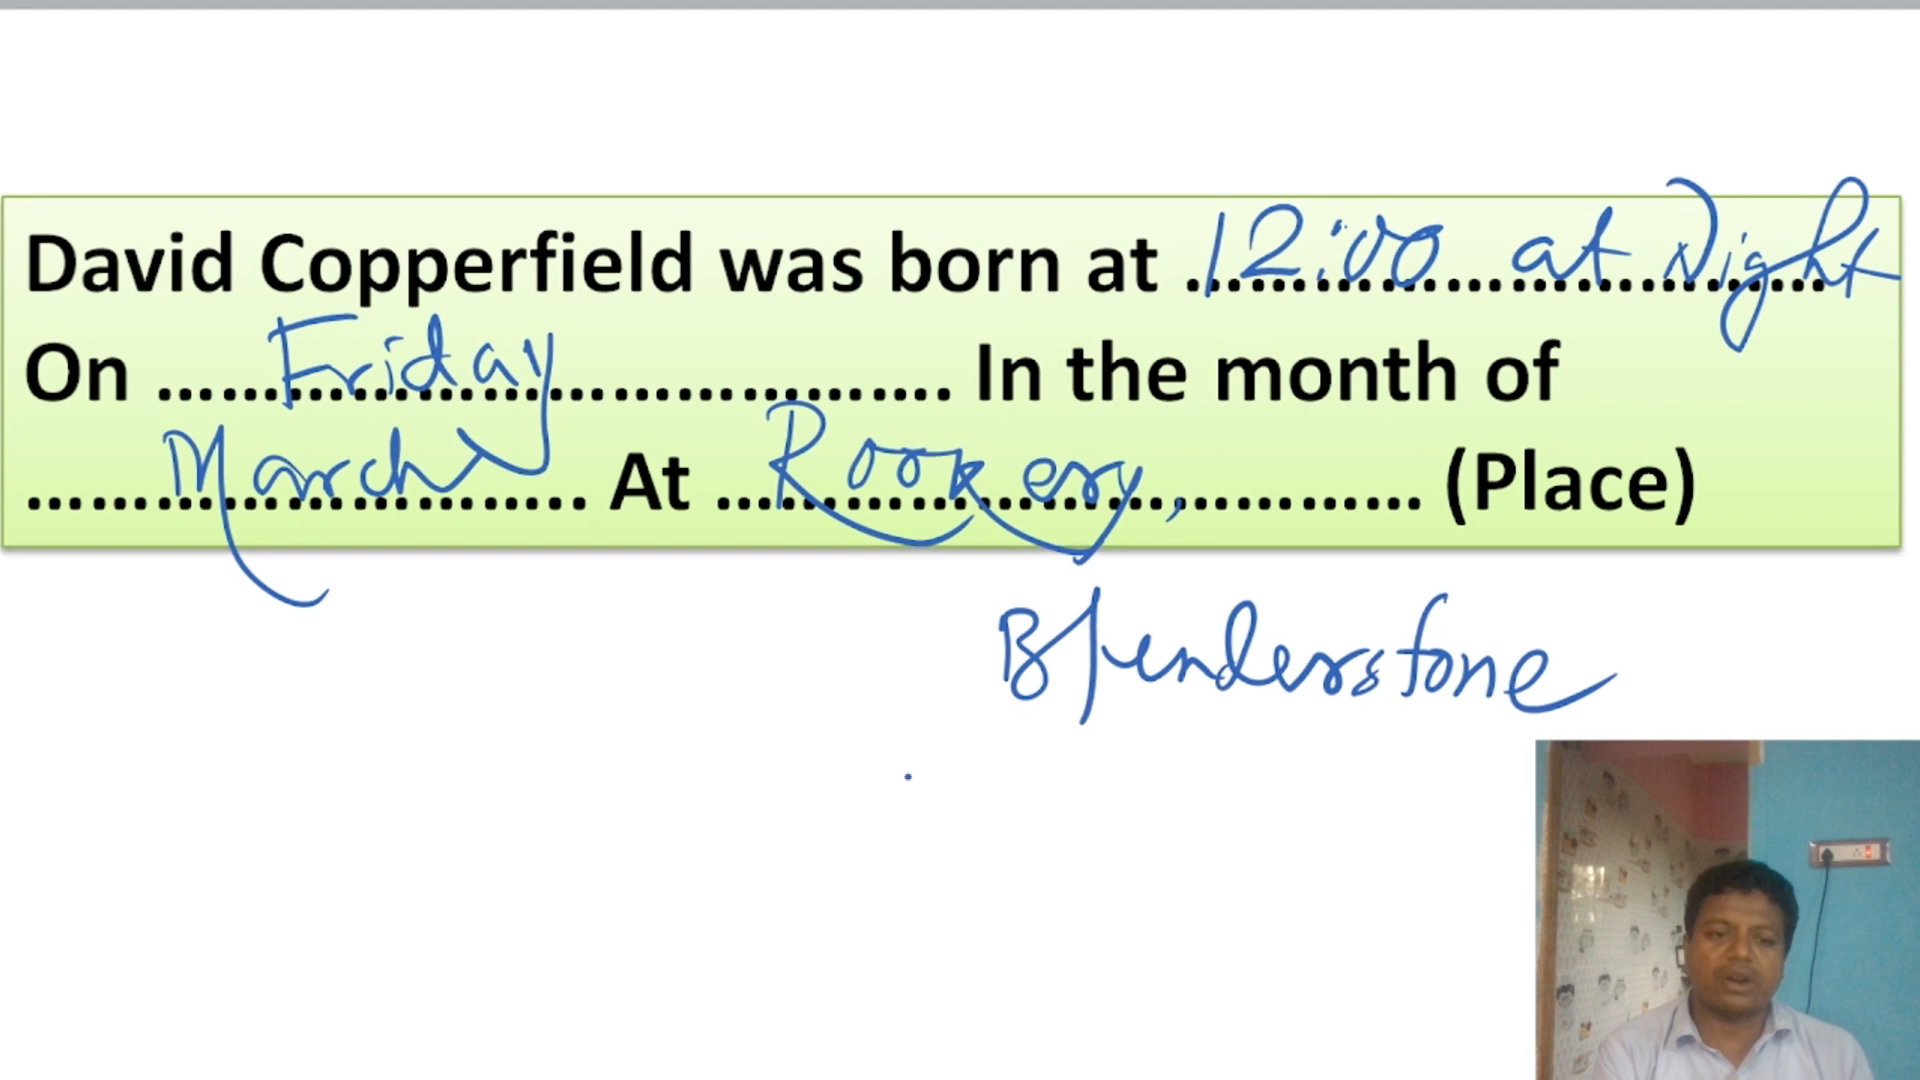 David Copperfield was born at ......12:00 at Night......
On ......Friday...... In the month of
......March...... At ......Rookery,...... (Place)
Blunderstone